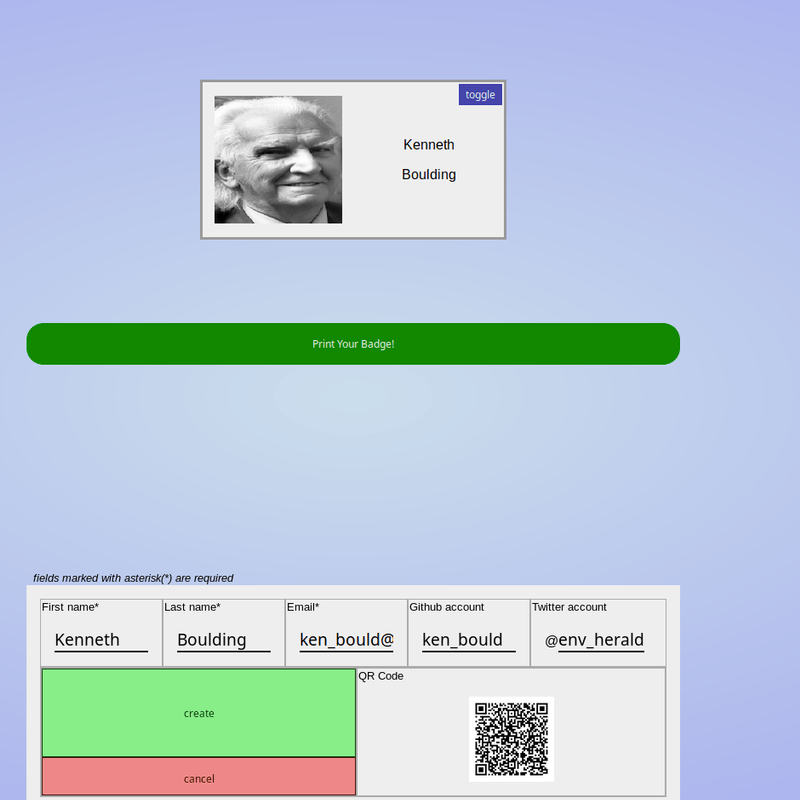 toggle
Kenneth
Boulding
Print Your Badge!
fields marked with asterisk(*) are required
First name*
Last name*
Email*
Github account
Twitter account
Kenneth
Boulding
ken_bould@
ken_bould
@env_herald
create
QR Code
cancel